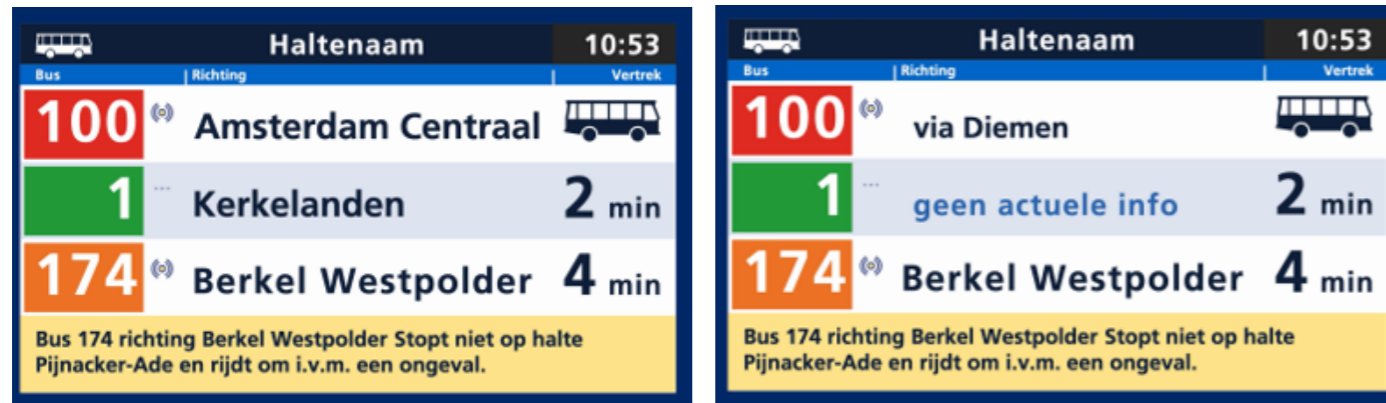 Haltenaam 10:53
Bus | Richting | Vertrek
100 Amsterdam Centraal
1 ... Kerkelanden 2 min
174 Berkel Westpolder 4 min
Bus 174 richting Berkel Westpolder Stopt niet op halte
Pijnacker-Ade en rijdt om i.v.m. een ongeval.
Haltenaam 10:53
Bus | Richting | Vertrek
100 via Diemen
1 ... geen actuele info 2 min
174 Berkel Westpolder 4 min
Bus 174 richting Berkel Westpolder Stopt niet op halte
Pijnacker-Ade en rijdt om i.v.m. een ongeval.